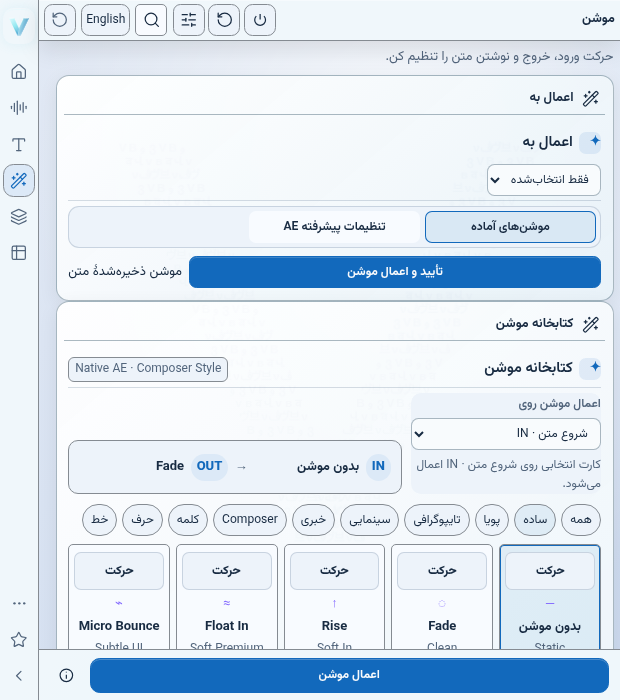 موشن
English
حرکت ورود، خروج و نوشتن متن را تنظیم کن.
اعمال به
اعمال به
فقط انتخاب‌شده
موشن‌های آماده
تنظیمات پیشرفته AE
تأیید و اعمال موشن
موشن ذخیره‌شدهٔ متن
کتابخانه موشن
کتابخانه موشن
Native AE · Composer Style
اعمال موشن روی
شروع متن · IN
کارت انتخابی روی شروع متن · IN اعمال
می‌شود.
IN بدون موشن → OUT Fade
همه
ساده
پویا
تایپوگرافی
سینمایی
خبری
Composer
کلمه
حرف
خط
حرکت
بدون موشن
Static
حرکت
Fade
Clean
حرکت
Rise
Soft In
حرکت
Float In
Soft Premium
حرکت
Micro Bounce
Subtle UI
اعمال موشن